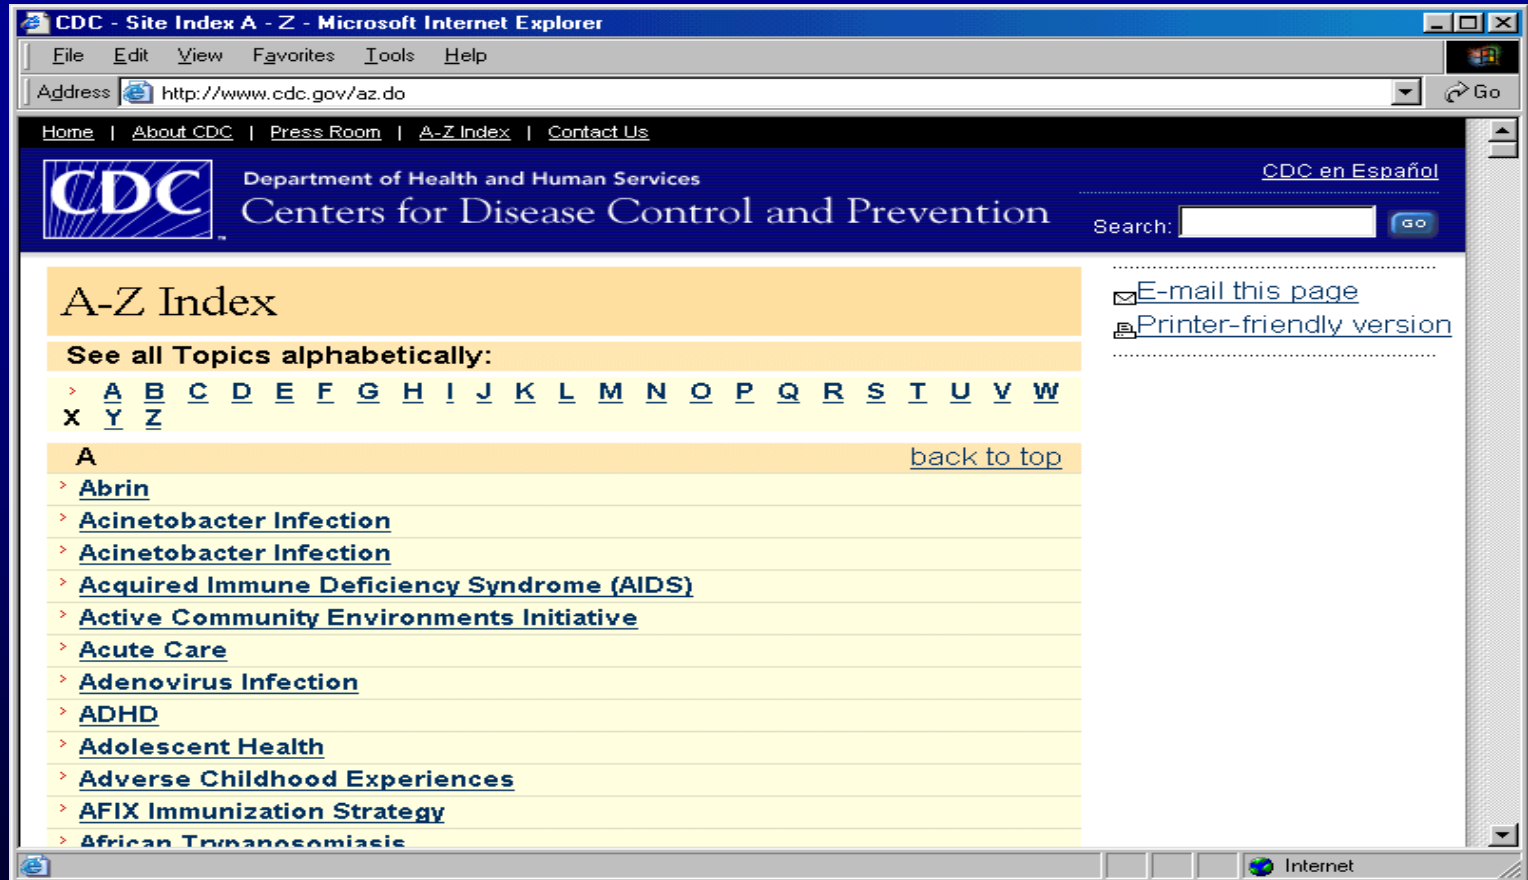 CDC - Site Index A - Z - Microsoft Internet Explorer
File Edit View Favorites Tools Help
Address http://www.cdc.gov/az.do Go
Home | About CDC | Press Room | A-Z Index | Contact Us
CDC en Español
CDC™ Department of Health and Human Services
Centers for Disease Control and Prevention
Search: GO
A-Z Index
E-mail this page
Printer-friendly version
See all Topics alphabetically:
> A B C D E F G H I J K L M N O P Q R S T U V W
X Y Z
A back to top
> Abrin
> Acinetobacter Infection
> Acinetobacter Infection
> Acquired Immune Deficiency Syndrome (AIDS)
> Active Community Environments Initiative
> Acute Care
> Adenovirus Infection
> ADHD
> Adolescent Health
> Adverse Childhood Experiences
> AFIX Immunization Strategy
> African Trypanosomiasis
Internet